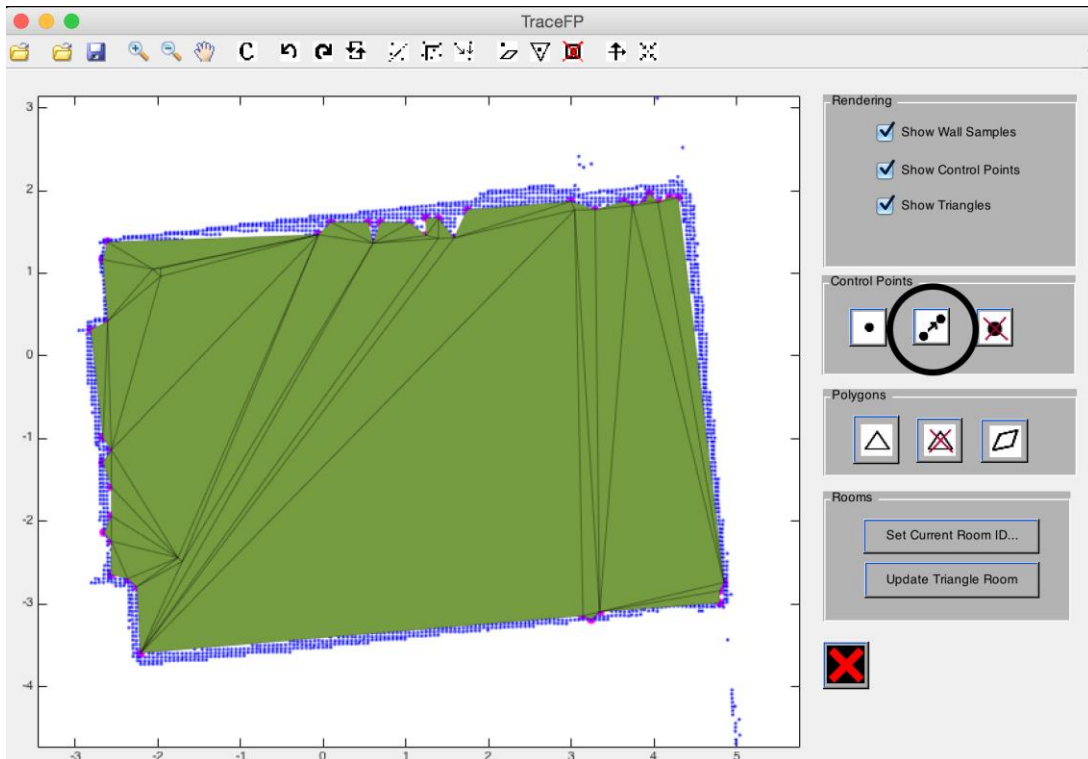 TraceFP
C
Rendering
Show Wall Samples
Show Control Points
Show Triangles
Control Points
Polygons
Rooms
Set Current Room ID...
Update Triangle Room
3
2
1
0
-1
-2
-3
-4
-3 -2 -1 0 1 2 3 4 5